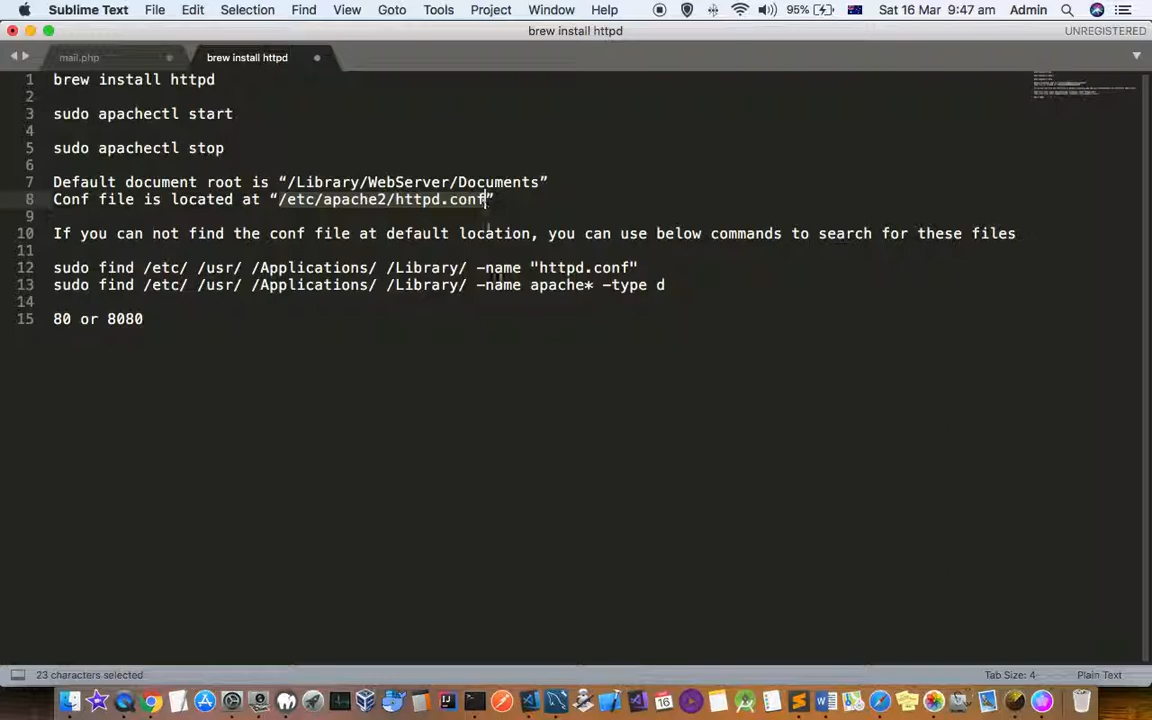 Sublime Text File Edit Selection Find View Goto Tools Project Window Help 95% Sat 16 Mar 9:47 am Admin
brew install httpd UNREGISTERED
mail.php brew install httpd
1 brew install httpd
2
3 sudo apachectl start
4
5 sudo apachectl stop
6
7 Default document root is “/Library/WebServer/Documents”
8 Conf file is located at “/etc/apache2/httpd.conf”
9
10 If you can not find the conf file at default location, you can use below commands to search for these files
11
12 sudo find /etc/ /usr/ /Applications/ /Library/ -name "httpd.conf"
13 sudo find /etc/ /usr/ /Applications/ /Library/ -name apache* -type d
14
15 80 or 8080
23 characters selected Tab Size: 4 Plain Text
16